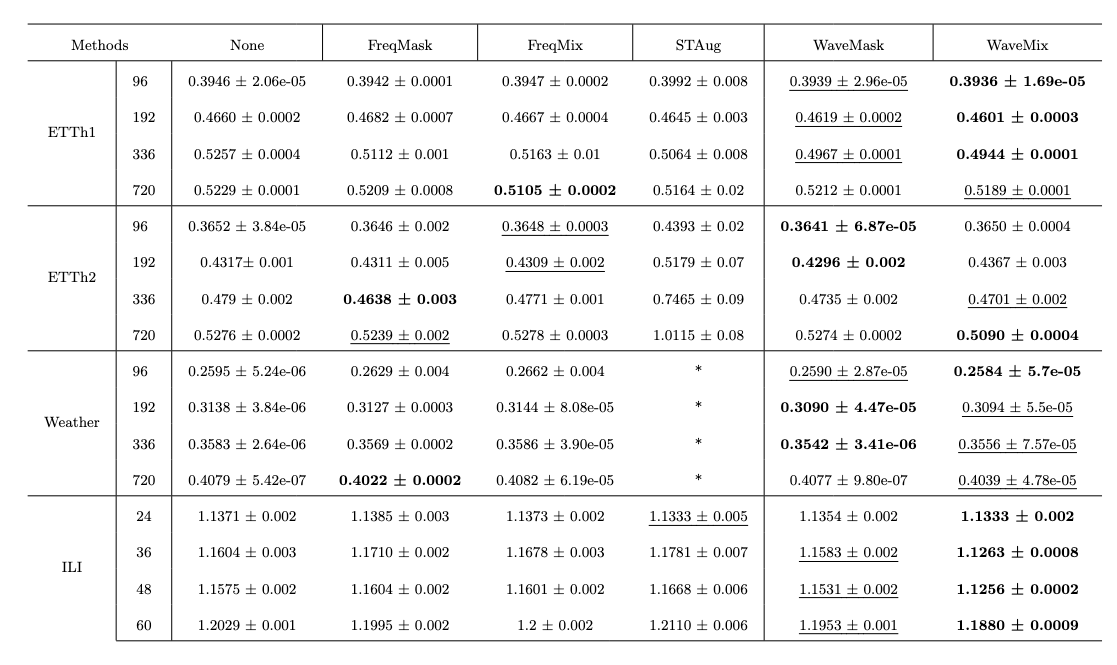 Methods None FreqMask FreqMix STAug WaveMask WaveMix
96 0.3946 ± 2.06e-05 0.3942 ± 0.0001 0.3947 ± 0.0002 0.3992 ± 0.008 0.3939 ± 2.96e-05 0.3936 ± 1.69e-05
192 0.4660 ± 0.0002 0.4682 ± 0.0007 0.4667 ± 0.0004 0.4645 ± 0.003 0.4619 ± 0.0002 0.4601 ± 0.0003
ETTh1
336 0.5257 ± 0.0004 0.5112 ± 0.001 0.5163 ± 0.01 0.5064 ± 0.008 0.4967 ± 0.0001 0.4944 ± 0.0001
720 0.5229 ± 0.0001 0.5209 ± 0.0008 0.5105 ± 0.0002 0.5164 ± 0.02 0.5212 ± 0.0001 0.5189 ± 0.0001
96 0.3652 ± 3.84e-05 0.3646 ± 0.002 0.3648 ± 0.0003 0.4393 ± 0.02 0.3641 ± 6.87e-05 0.3650 ± 0.0004
192 0.4317± 0.001 0.4311 ± 0.005 0.4309 ± 0.002 0.5179 ± 0.07 0.4296 ± 0.002 0.4367 ± 0.003
ETTh2
336 0.479 ± 0.002 0.4638 ± 0.003 0.4771 ± 0.001 0.7465 ± 0.09 0.4735 ± 0.002 0.4701 ± 0.002
720 0.5276 ± 0.0002 0.5239 ± 0.002 0.5278 ± 0.0003 1.0115 ± 0.08 0.5274 ± 0.0002 0.5090 ± 0.0004
96 0.2595 ± 5.24e-06 0.2629 ± 0.004 0.2662 ± 0.004 * 0.2590 ± 2.87e-05 0.2584 ± 5.7e-05
192 0.3138 ± 3.84e-06 0.3127 ± 0.0003 0.3144 ± 8.08e-05 * 0.3090 ± 4.47e-05 0.3094 ± 5.5e-05
Weather
336 0.3583 ± 2.64e-06 0.3569 ± 0.0002 0.3586 ± 3.90e-05 * 0.3542 ± 3.41e-06 0.3556 ± 7.57e-05
720 0.4079 ± 5.42e-07 0.4022 ± 0.0002 0.4082 ± 6.19e-05 * 0.4077 ± 9.80e-07 0.4039 ± 4.78e-05
24 1.1371 ± 0.002 1.1385 ± 0.003 1.1373 ± 0.002 1.1333 ± 0.005 1.1354 ± 0.002 1.1333 ± 0.002
36 1.1604 ± 0.003 1.1710 ± 0.002 1.1678 ± 0.003 1.1781 ± 0.007 1.1583 ± 0.002 1.1263 ± 0.0008
ILI
48 1.1575 ± 0.002 1.1604 ± 0.002 1.1601 ± 0.002 1.1668 ± 0.006 1.1531 ± 0.002 1.1256 ± 0.0002
60 1.2029 ± 0.001 1.1995 ± 0.002 1.2 ± 0.002 1.2110 ± 0.006 1.1953 ± 0.001 1.1880 ± 0.0009